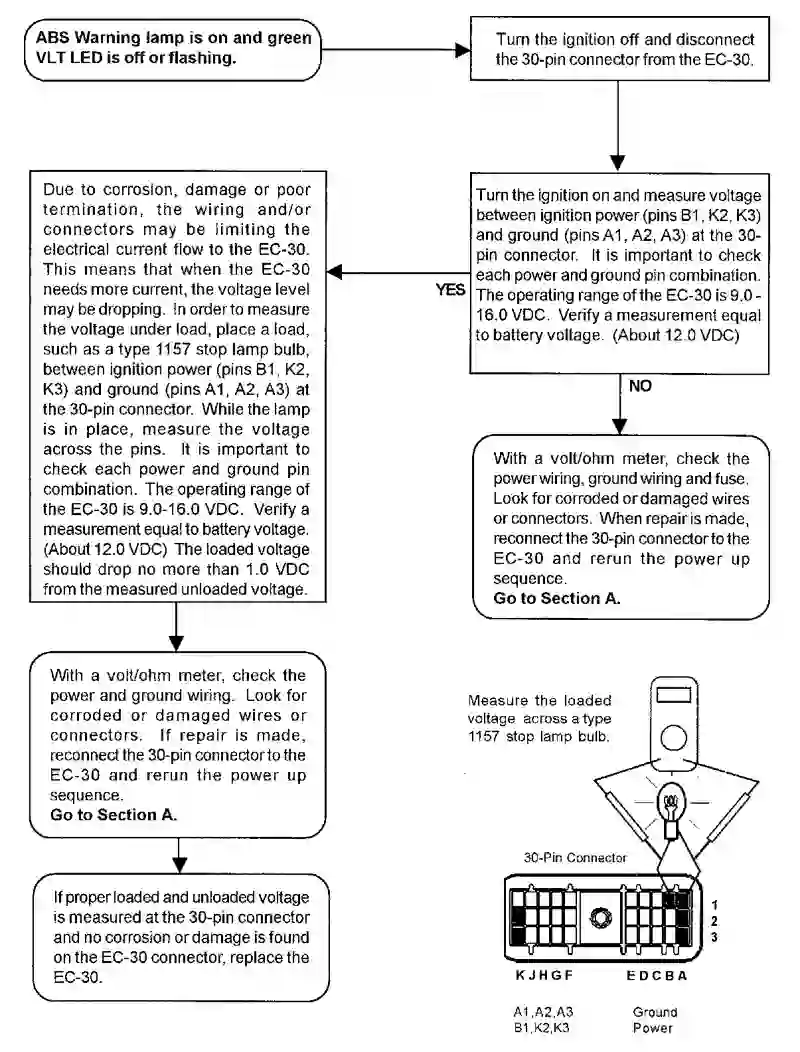 ABS Warning lamp is on and green
VLT LED is off or flashing.
Turn the ignition off and disconnect
the 30-pin connector from the EC-30.
Turn the ignition on and measure voltage
between ignition power (pins B1, K2, K3)
and ground (pins A1, A2, A3) at the 30-
pin connector. It is important to check
each power and ground pin combination.
The operating range of the EC-30 is 9.0-
16.0 VDC. Verify a measurement equal
to battery voltage. (About 12.0 VDC)
YES
NO
Due to corrosion, damage or poor
termination, the wiring and/or
connectors may be limiting the
electrical current flow to the EC-30.
This means that when the EC-30
needs more current, the voltage level
may be dropping. In order to measure
the voltage under load, place a load,
such as a type 1157 stop lamp bulb,
between ignition power (pins B1, K2,
K3) and ground (pins A1, A2, A3) at
the 30-pin connector. While the lamp
is in place, measure the voltage
across the pins. It is important to
check each power and ground pin
combination. The operating range of
the EC-30 is 9.0-16.0 VDC. Verify a
measurement equal to battery voltage.
(About 12.0 VDC) The loaded voltage
should drop no more than 1.0 VDC
from the measured unloaded voltage.
With a volt/ohm meter, check the
power wiring, ground wiring and fuse.
Look for corroded or damaged wires
or connectors. When repair is made,
reconnect the 30-pin connector to the
EC-30 and rerun the power up
sequence.
Go to Section A.
With a volt/ohm meter, check the
power and ground wiring. Look for
corroded or damaged wires or
connectors. If repair is made,
reconnect the 30-pin connector to the
EC-30 and rerun the power up
sequence.
Go to Section A.
If proper loaded and unloaded voltage
is measured at the 30-pin connector
and no corrosion or damage is found
on the EC-30 connector, replace the
EC-30.
Measure the loaded
voltage across a type
1157 stop lamp bulb.
30-Pin Connector
1
2
3
K J H G F E D C B A
A1,A2,A3 Ground
B1,K2,K3 Power